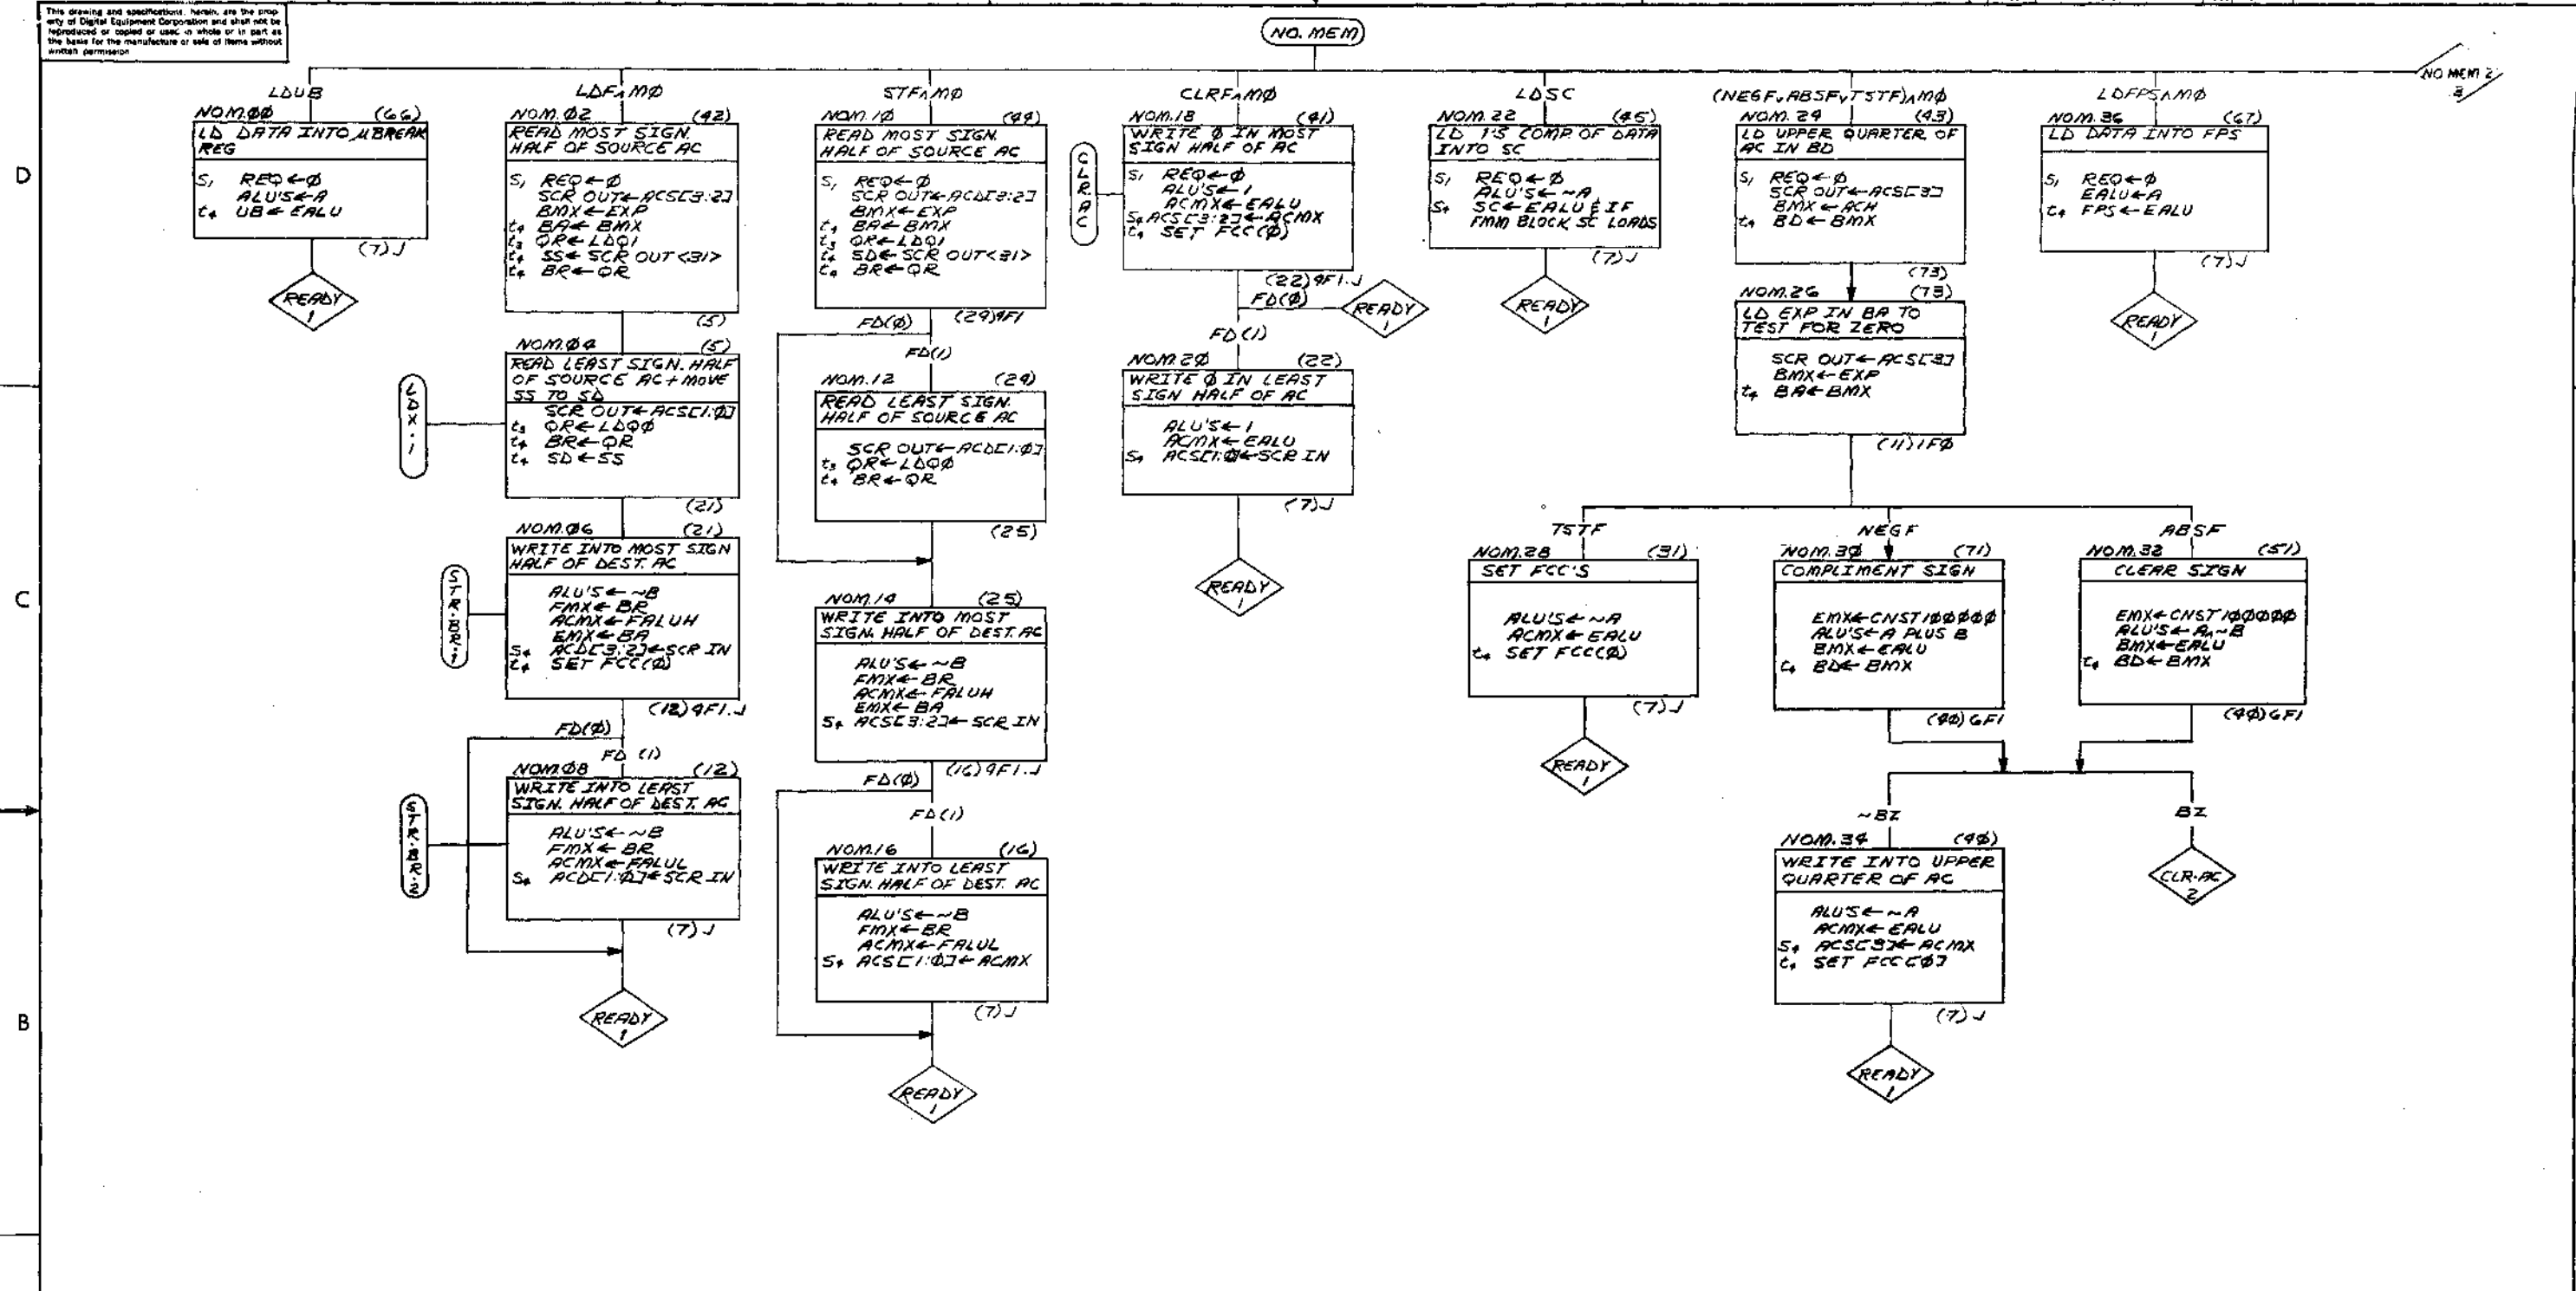 This drawing and specifications, herein, are the prop
erty of Digital Equipment Corporation and shall not be
reproduced or copied or used in whole or in part as
the basis for the manufacture or sale of items without
written permission
NO. MEM
NO MEM 2
3
D
C
B
LDUB
NOM.00 (66)
LD DATA INTO μBREAK
REG
S1 REQ←Ø
ALU'S←A
t4 UB←EALU
(7)J
READY
1
LDF∧MØ
NOM.02 (42)
READ MOST SIGN.
HALF OF SOURCE AC
S1 REQ←Ø
SCR OUT←ACS[3:2]
BMX←EXP
t4 BA←BMX
t3 QR←LDQ1
t4 SS←SCR OUT<31>
t4 BR←QR
(5)
LDX.1
NOM.04 (5)
READ LEAST SIGN. HALF
OF SOURCE AC+MOVE
SS TO SD
SCR OUT←ACS[1:Ø]
t3 QR←LDQØ
t4 BR←QR
t4 SD←SS
(21)
STR.BR.1
NOM.Ø6 (21)
WRITE INTO MOST SIGN
HALF OF DEST. AC
ALU'S←~B
FMX←BR
ACMX←FALUH
EMX←BA
S4 ACD[3:2]←SCR IN
t4 SET FCC(Ø)
(12)4F1.J
FD(Ø)
FD (1)
STR.BR.2
NOM.Ø8 (12)
WRITE INTO LEAST
SIGN. HALF OF DEST. AC
ALU'S←~B
FMX←BR
ACMX←FALUL
S4 ACD[1:Ø]←SCR IN
(7)J
READY
1
STF∧MØ
NOM.1Ø (44)
READ MOST SIGN.
HALF OF SOURCE AC
S1 REQ←Ø
SCR OUT←ACD[3:2]
BMX←EXP
t4 BA←BMX
t3 QR←LDQ1
t4 SD←SCR OUT<31>
t4 BR←QR
(24)4F1
FD(Ø)
FD(1)
NOM.12 (24)
READ LEAST SIGN.
HALF OF SOURCE AC
SCR OUT←ACD[1:Ø]
t3 QR←LDQØ
t4 BR←QR
(25)
NOM.14 (25)
WRITE INTO MOST
SIGN. HALF OF DEST. AC
ALU'S←~B
FMX←BR
ACMX←FALUH
EMX←BA
S4 ACS[3:2]←SCR IN
(16)4F1.J
FD(Ø)
FD(1)
NOM.16 (16)
WRITE INTO LEAST
SIGN. HALF OF DEST. AC
ALU'S←~B
FMX←BR
ACMX←FALUL
S4 ACS[1:Ø]←ACMX
(7)J
READY
1
CLRF∧MØ
CLR.AC
NOM.18 (41)
WRITE Ø IN MOST
SIGN HALF OF AC
S1 REQ←Ø
ALU'S←1
ACMX←EALU
S4 ACS[3:2]←ACMX
t4 SET FCC(Ø)
(22)4F1.J
FD(Ø)
READY
1
FD(1)
NOM.2Ø (22)
WRITE Ø IN LEAST
SIGN HALF OF AC
ALU'S←1
ACMX←EALU
S4 ACS[1:Ø]←SCR IN
(7)J
READY
1
LDSC
NOM.22 (45)
LD 1'S COMP OF DATA
INTO SC
S1 REQ←Ø
ALU'S←~A
S4 SC←EALU & IF
FMM BLOCK SC LOADS
(7)J
READY
1
(NEGF∨ABSF∨TSTF)∧MØ
NOM.24 (43)
LD UPPER QUARTER OF
AC IN BD
S1 REQ←Ø
SCR OUT←ACS[3]
BMX←ACH
t4 BD←BMX
(73)
NOM.26 (73)
LD EXP IN BA TO
TEST FOR ZERO
SCR OUT←ACS[3]
BMX←EXP
t4 BA←BMX
(11)1FØ
TSTF
NOM.28 (31)
SET FCC'S
ALU'S←~A
ACMX←EALU
t4 SET FCC(Ø)
(7)J
READY
1
NEGF
NOM.3Ø (71)
COMPLIMENT SIGN
EMX←CNST 1ØØØØØ
ALU'S←A PLUS B
BMX←EALU
t4 BD←BMX
(4Ø)6F1
ABSF
NOM.32 (51)
CLEAR SIGN
EMX←CNST 1ØØØØØ
ALU'S←A∧~B
BMX←EALU
t4 BD←BMX
(4Ø)6F1
~BZ
NOM.34 (4Ø)
WRITE INTO UPPER
QUARTER OF AC
ALU'S←~A
ACMX←EALU
S4 ACS[3]←ACMX
t4 SET FCC[Ø]
(7)J
READY
1
BZ
CLR.AC
2
LDFPS∧MØ
NOM.36 (67)
LD DATA INTO FPS
S1 REQ←Ø
EALU←A
t4 FPS←EALU
(7)J
READY
1